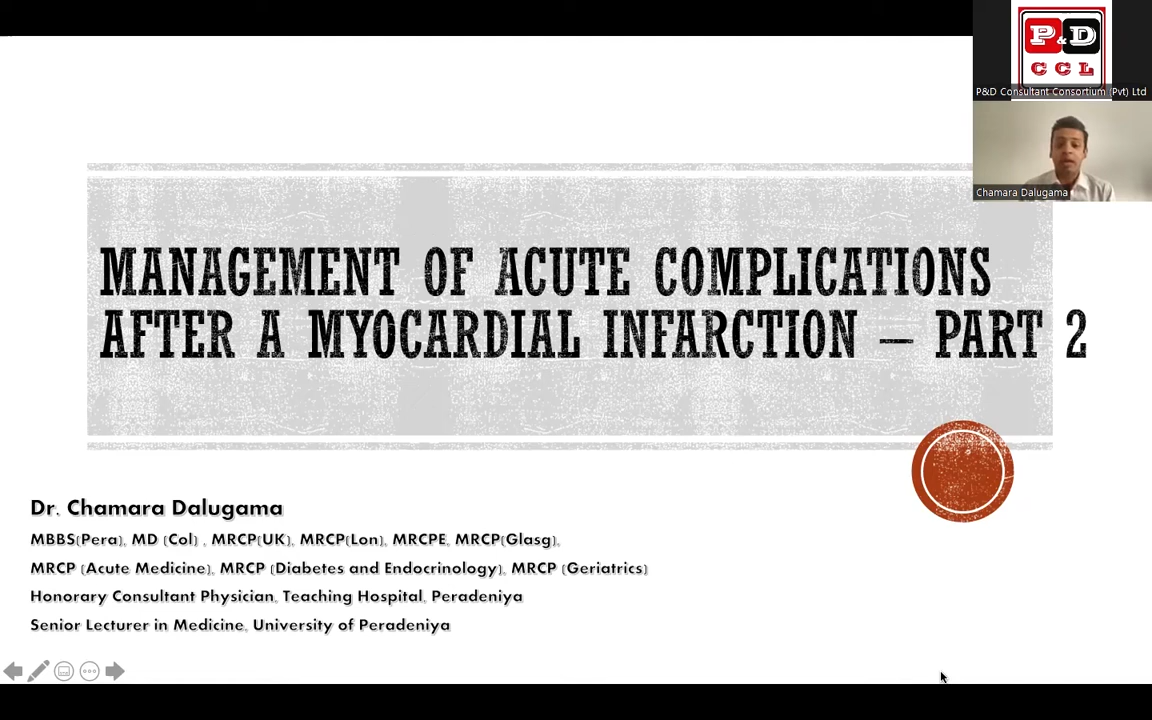 P&D
CCL
P&D Consultant Consortium (Pvt) Ltd
Chamara Dalugama
MANAGEMENT OF ACUTE COMPLICATIONS
AFTER A MYOCARDIAL INFARCTION – PART 2
Dr. Chamara Dalugama
MBBS(Pera), MD (Col) , MRCP(UK), MRCP(Lon), MRCPE, MRCP(Glasg),
MRCP (Acute Medicine), MRCP (Diabetes and Endocrinology), MRCP (Geriatrics)
Honorary Consultant Physician, Teaching Hospital, Peradeniya
Senior Lecturer in Medicine, University of Peradeniya